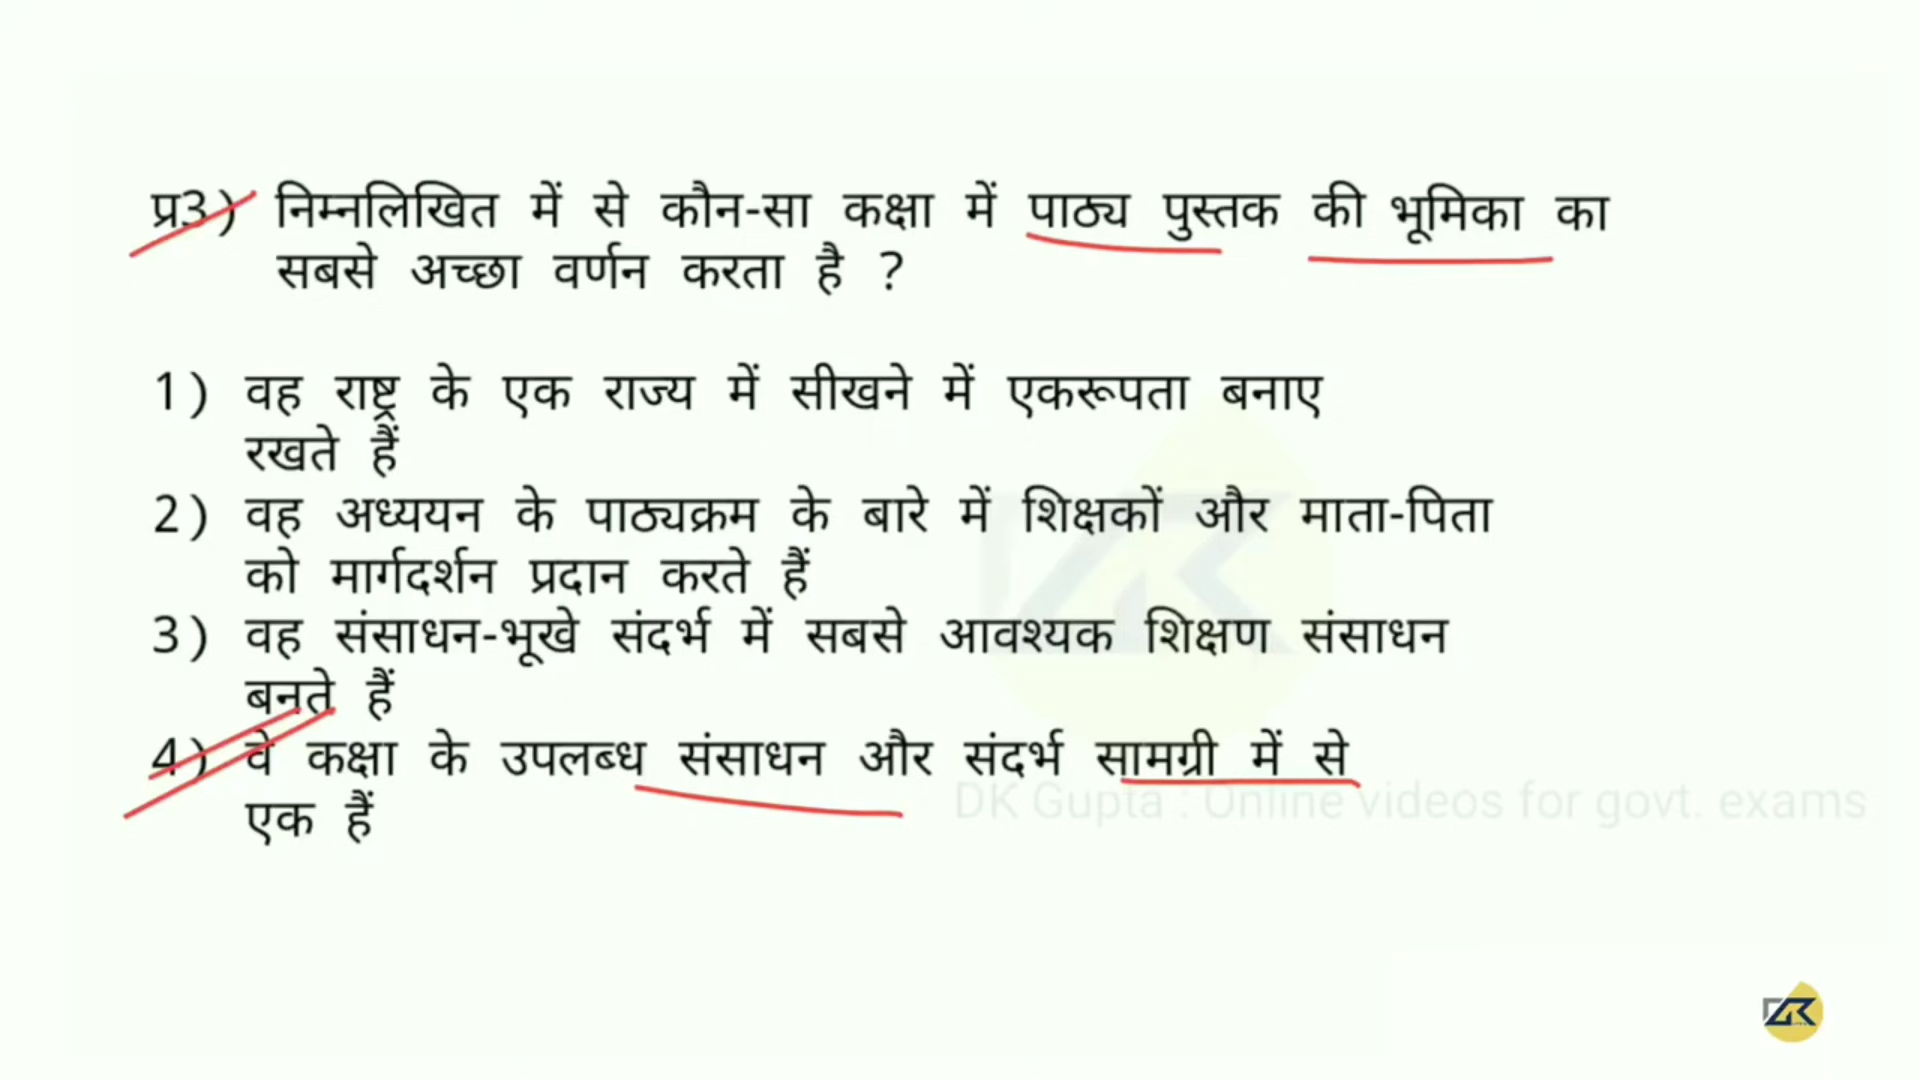 प्र3) निम्नलिखित में से कौन-सा कक्षा में पाठ्य पुस्तक की भूमिका का
सबसे अच्छा वर्णन करता है ?
1) वह राष्ट्र के एक राज्य में सीखने में एकरूपता बनाए
रखते हैं
2) वह अध्ययन के पाठ्यक्रम के बारे में शिक्षकों और माता-पिता
को मार्गदर्शन प्रदान करते हैं
3) वह संसाधन-भूखे संदर्भ में सबसे आवश्यक शिक्षण संसाधन
बनते हैं
4) वे कक्षा के उपलब्ध संसाधन और संदर्भ सामग्री में से
एक हैं
DK Gupta : Online videos for govt. exams